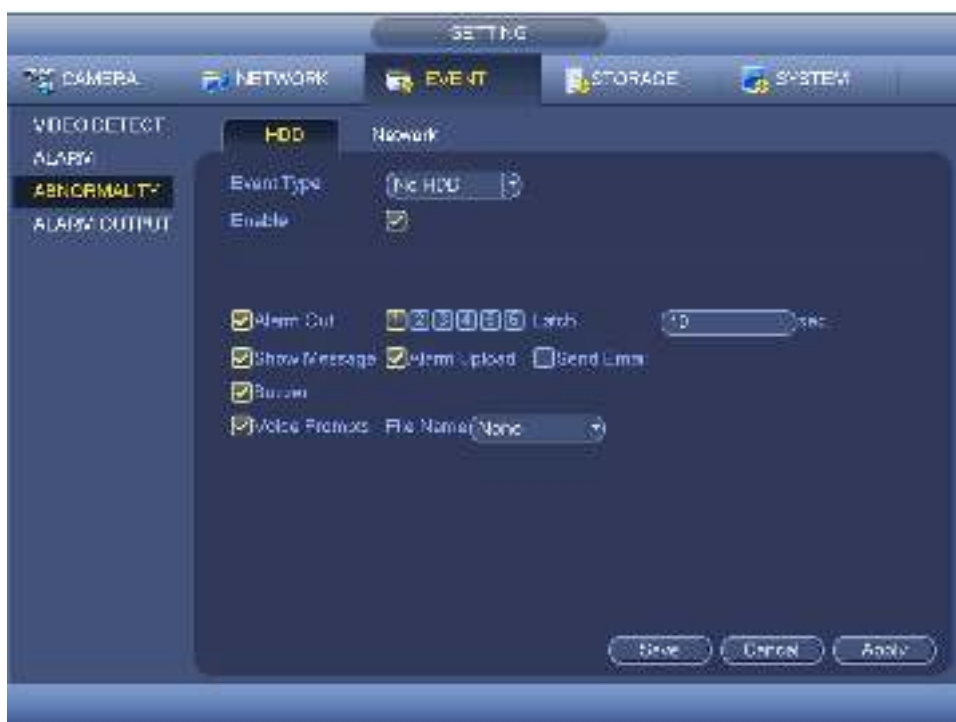 SETTING
CAMERA NETWORK EVENT STORAGE SYSTEM
VIDEO DETECT
ALARM
ABNORMALITY
ALARM OUTPUT
HDD Network
Event Type No HDD
Enable
Alarm Out 1 2 3 4 5 6 Latch 10 sec.
Show Message Alarm Upload Send Email
Buzzer
Voice Prompts File Name None
Save Cancel Apply